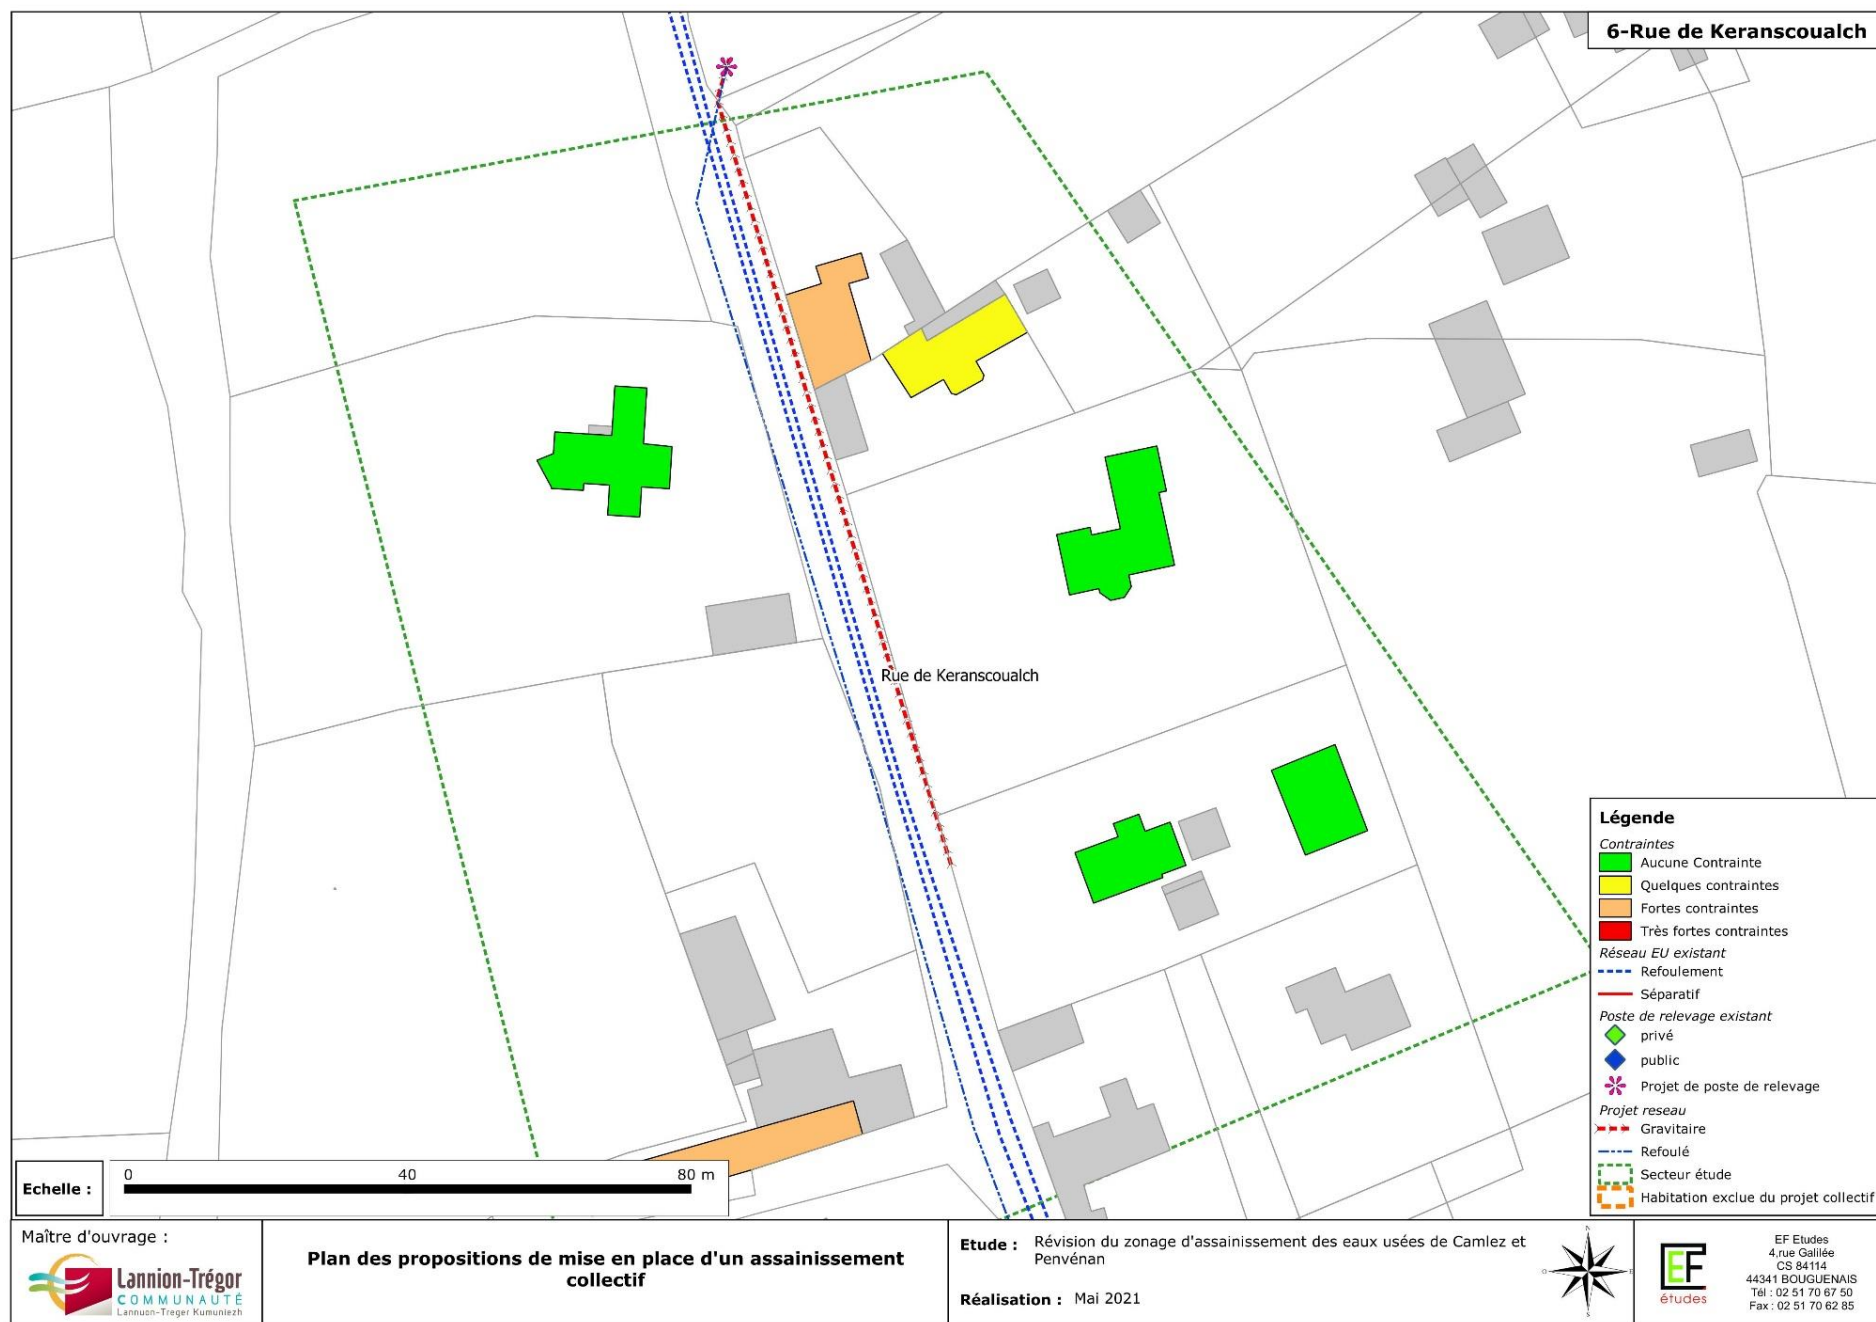 6-Rue de Keranscoualch
Rue de Keranscoualch
Légende
Contraintes
Aucune Contrainte
Quelques contraintes
Fortes contraintes
Très fortes contraintes
Réseau EU existant
Refoulement
Séparatif
Poste de relevage existant
privé
public
Projet de poste de relevage
Projet reseau
Gravitaire
Refoulé
Secteur étude
Habitation exclue du projet collectif
Echelle :
0 40 80 m
Maître d'ouvrage :
Lannion-Trégor
COMMUNAUTÉ
Lannuon-Treger Kumuniezh
Plan des propositions de mise en place d'un assainissement
collectif
Etude : Révision du zonage d'assainissement des eaux usées de Camlez et
Penvénan
Réalisation : Mai 2021
N
O
E
S
EF
études
EF Etudes
4,rue Galilée
CS 84114
44341 BOUGUENAIS
Tél : 02 51 70 67 50
Fax : 02 51 70 62 85